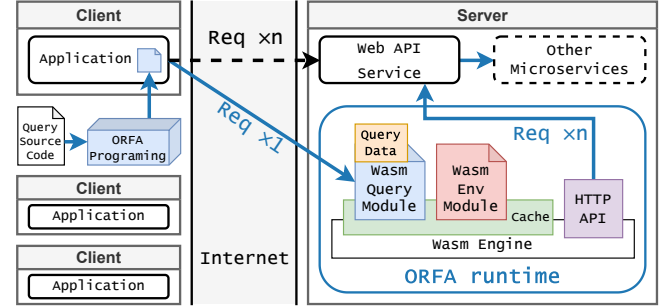 Client
Application
Query
Source
Code
ORFA
Programing
Client
Application
Client
Application
Req ×n
Req ×1
Internet
Server
Web API
Service
Other
Microservices
Req ×n
Query
Data
Wasm
Query
Module
Wasm
Env
Module
Cache
HTTP
API
Wasm Engine
ORFA runtime